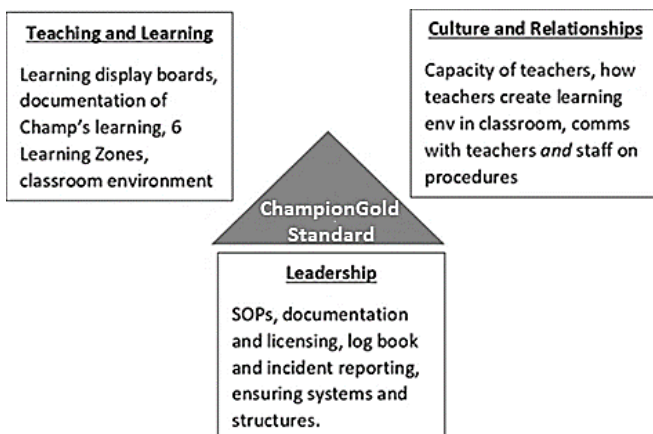 Teaching and Learning
Learning display boards,
documentation of
Champ's learning, 6
Learning Zones,
classroom environment
Culture and Relationships
Capacity of teachers, how
teachers create learning
env in classroom, comms
with teachers and staff on
procedures
ChampionGold
Standard
Leadership
SOPs, documentation
and licensing, log book
and incident reporting,
ensuring systems and
structures.